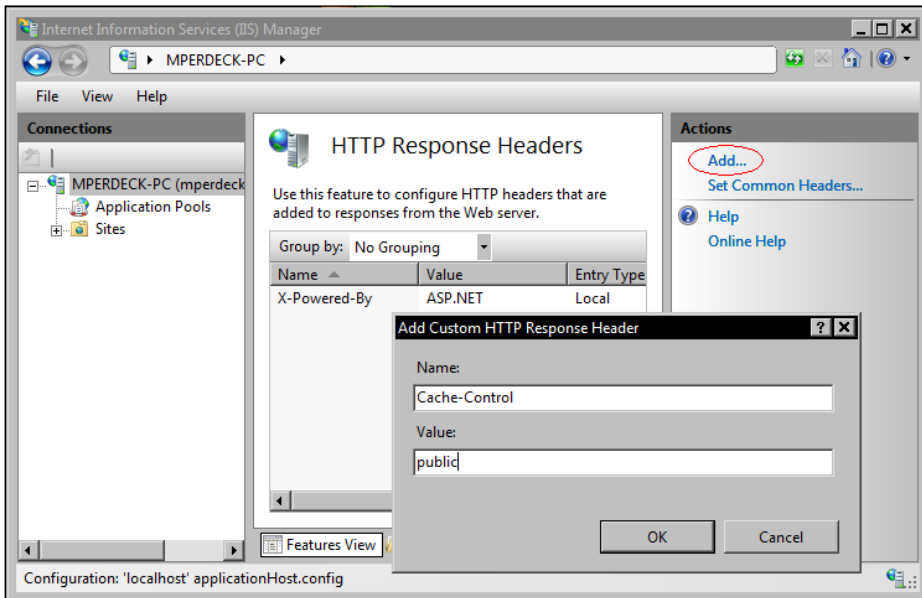 Internet Information Services (IIS) Manager
MPERDECK-PC
File View Help
Connections
MPERDECK-PC (mperdeck
Application Pools
Sites
HTTP Response Headers
Use this feature to configure HTTP headers that are
added to responses from the Web server.
Group by: No Grouping
Name Value Entry Type
X-Powered-By ASP.NET Local
Features View
Actions
Add...
Set Common Headers...
Help
Online Help
Add Custom HTTP Response Header
Name:
Cache-Control
Value:
public
OK Cancel
Configuration: 'localhost' applicationHost.config